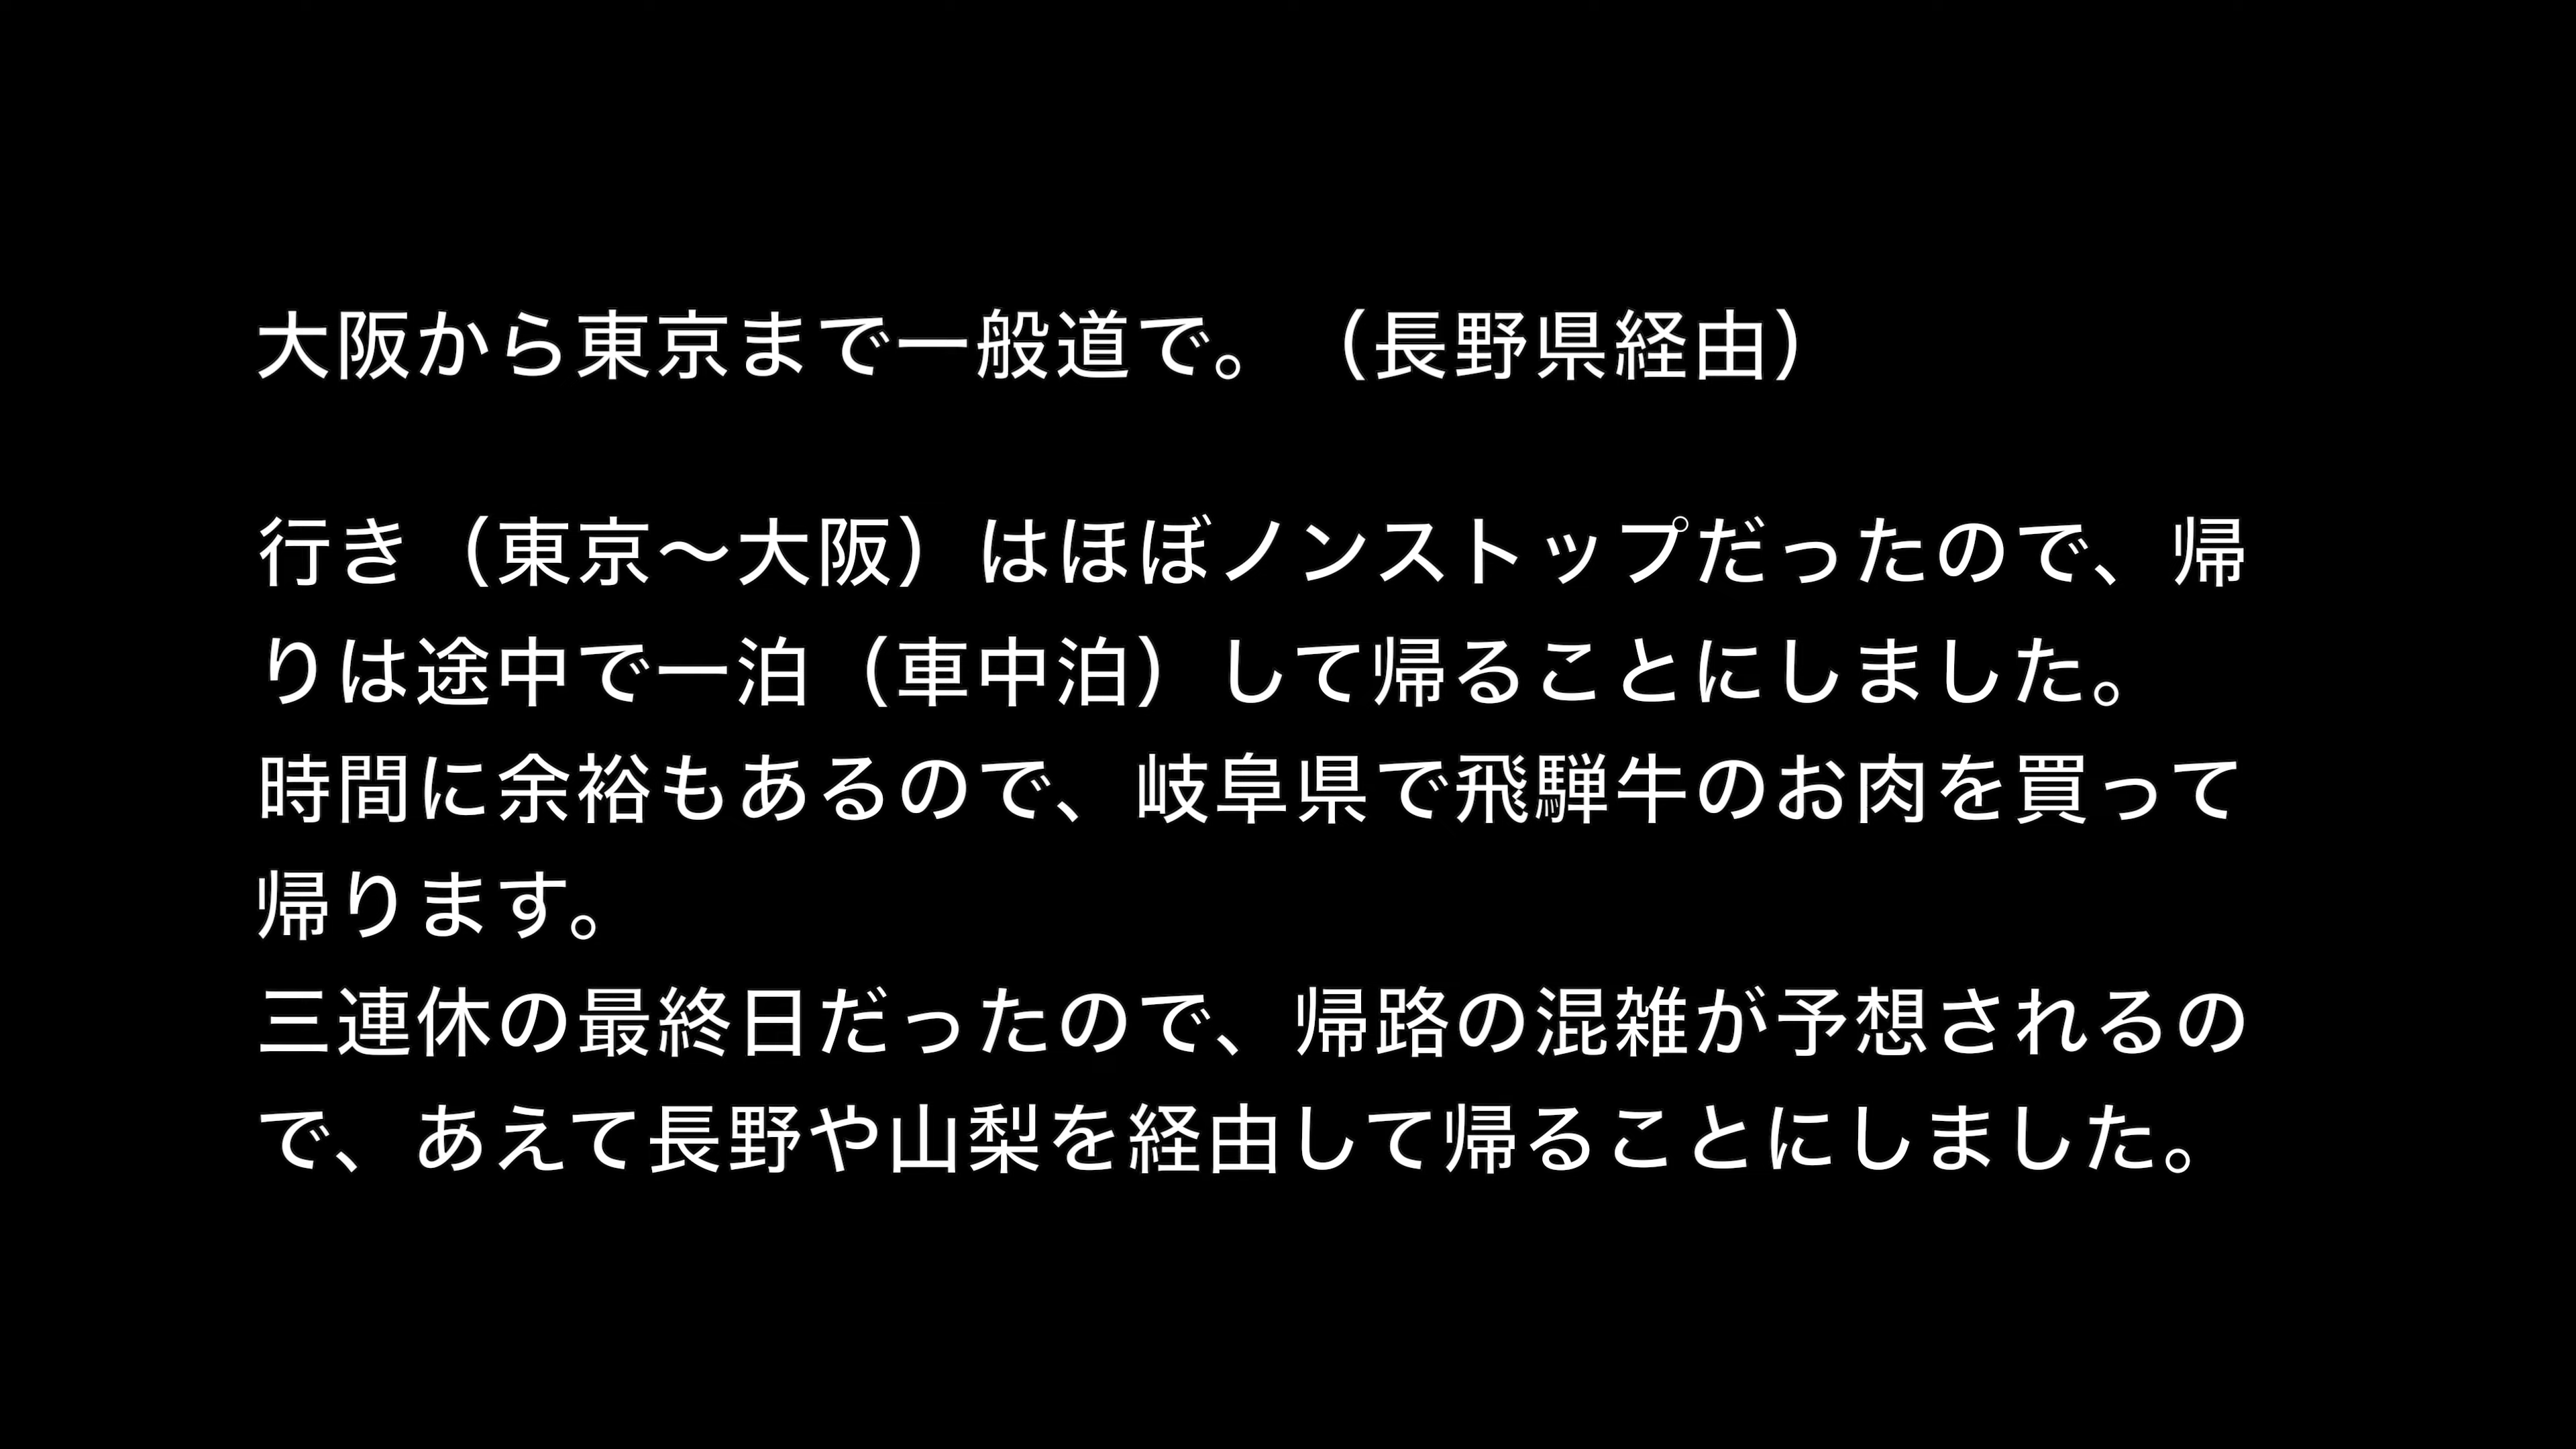 大阪から東京まで一般道で。（長野県経由）
行き（東京～大阪）はほぼノンストップだったので、帰
りは途中で一泊（車中泊）して帰ることにしました。
時間に余裕もあるので、岐阜県で飛騨牛のお肉を買って
帰ります。
三連休の最終日だったので、帰路の混雑が予想されるの
で、あえて長野や山梨を経由して帰ることにしました。